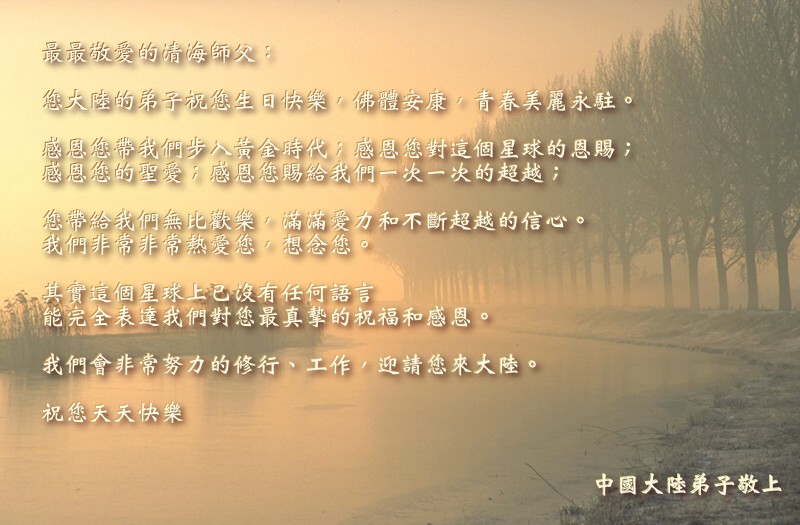 最最敬愛的清海師父：
您大陸的弟子祝您生日快樂，佛體安康，青春美麗永駐。
感恩您帶我們步入黃金時代；感恩您對這個星球的恩賜；
感恩您的聖愛；感恩您賜給我們一次一次的超越；
您帶給我們無比歡樂，滿滿愛力和不斷超越的信心。
我們非常非常熱愛您，想念您。
其實這個星球上已沒有任何語言
能完全表達我們對您最真摯的祝福和感恩。
我們會非常努力的修行、工作，迎請您來大陸。
祝您天天快樂
中國大陸弟子敬上